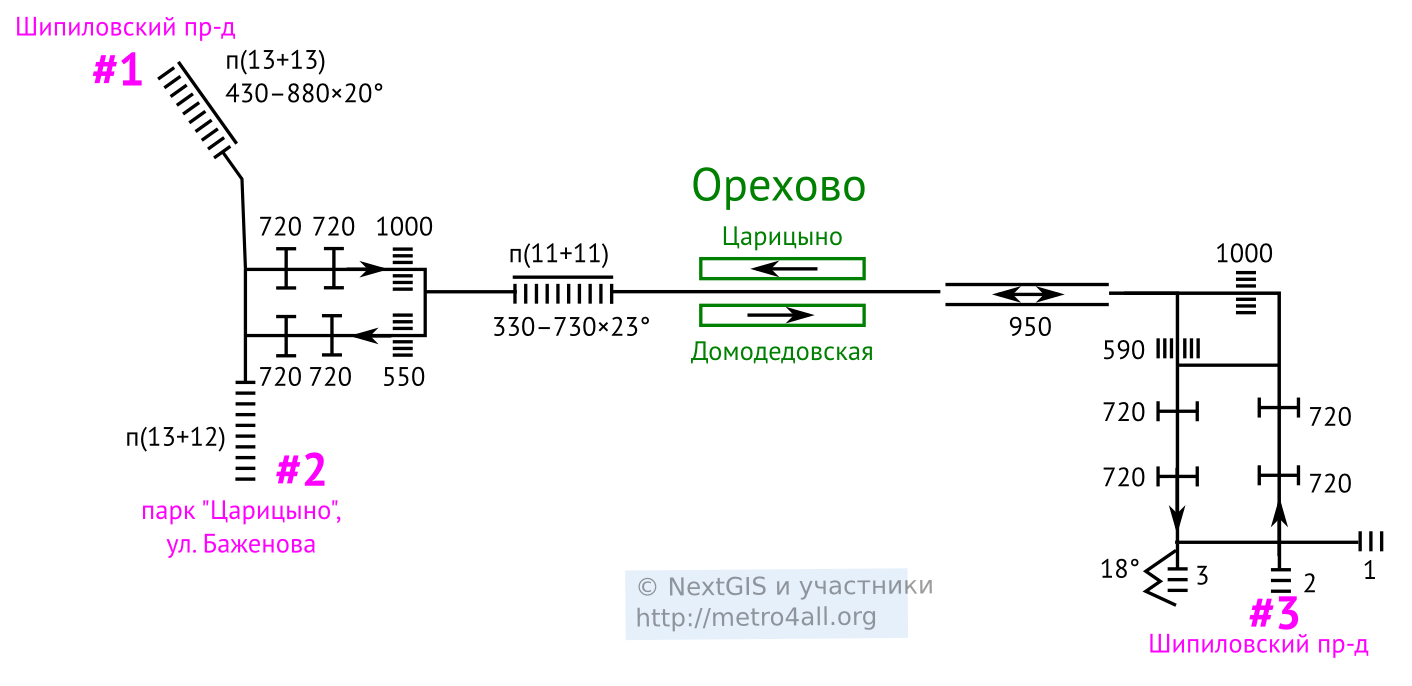 Шипиловский пр-д
#1
п(13+13)
430–880×20°
720 720 1000
720 720 550
п(13+12)
#2
парк "Царицыно",
ул. Баженова
п(11+11)
330–730×23°
Орехово
Царицыно
Домодедовская
950
1000
590
720
720
720
720
18°
3
2
1
#3
Шипиловский пр-д
© NextGIS и участники
http://metro4all.org